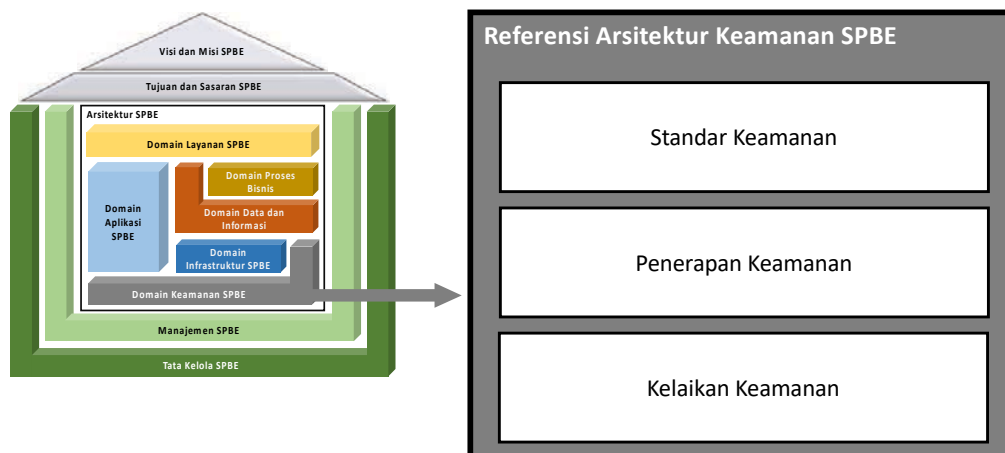 Visi dan Misi SPBE
Tujuan dan Sasaran SPBE
Arsitektur SPBE
Domain Layanan SPBE
Domain
Aplikasi
SPBE
Domain Proses
Bisnis
Domain Data dan
Informasi
Domain
Infrastruktur SPBE
Domain Keamanan SPBE
Manajemen SPBE
Tata Kelola SPBE
Referensi Arsitektur Keamanan SPBE
Standar Keamanan
Penerapan Keamanan
Kelaikan Keamanan